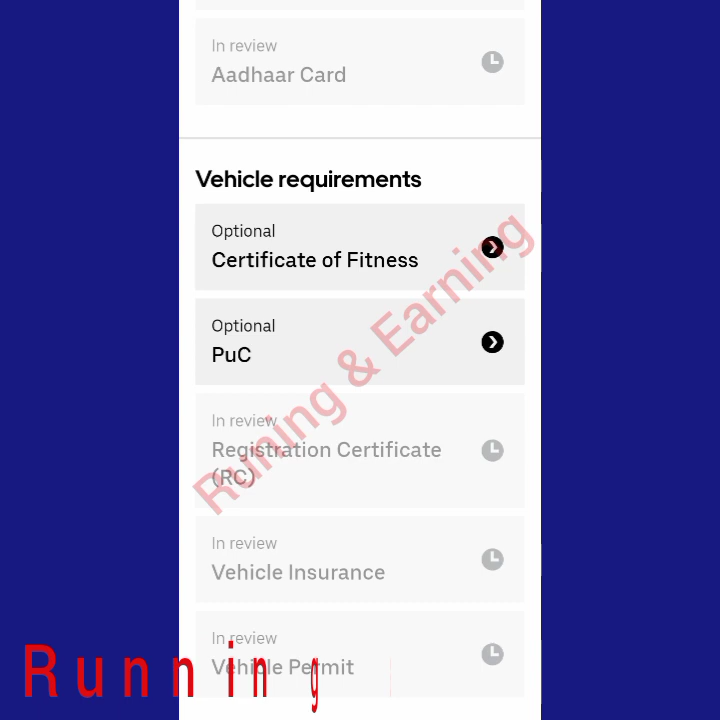 In review
Aadhaar Card
Vehicle requirements
Optional
Certificate of Fitness
Optional
PuC
In review
Registration Certificate
(RC)
In review
Vehicle Insurance
In review
Vehicle Permit
Runing & Earning
Running